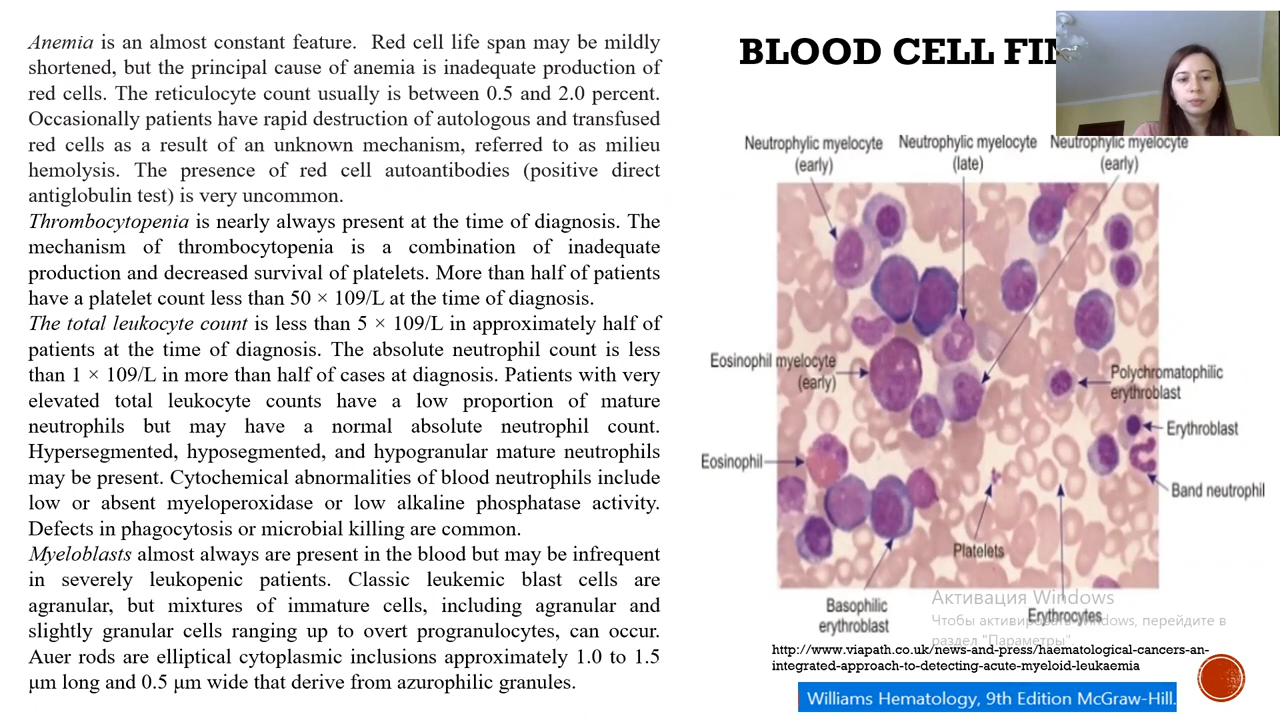 Anemia is an almost constant feature. Red cell life span may be mildly
shortened, but the principal cause of anemia is inadequate production of
red cells. The reticulocyte count usually is between 0.5 and 2.0 percent.
Occasionally patients have rapid destruction of autologous and transfused
red cells as a result of an unknown mechanism, referred to as milieu
hemolysis. The presence of red cell autoantibodies (positive direct
antiglobulin test) is very uncommon.
Thrombocytopenia is nearly always present at the time of diagnosis. The
mechanism of thrombocytopenia is a combination of inadequate
production and decreased survival of platelets. More than half of patients
have a platelet count less than 50 × 109/L at the time of diagnosis.
The total leukocyte count is less than 5 × 109/L in approximately half of
patients at the time of diagnosis. The absolute neutrophil count is less
than 1 × 109/L in more than half of cases at diagnosis. Patients with very
elevated total leukocyte counts have a low proportion of mature
neutrophils but may have a normal absolute neutrophil count.
Hypersegmented, hyposegmented, and hypogranular mature neutrophils
may be present. Cytochemical abnormalities of blood neutrophils include
low or absent myeloperoxidase or low alkaline phosphatase activity.
Defects in phagocytosis or microbial killing are common.
Myeloblasts almost always are present in the blood but may be infrequent
in severely leukopenic patients. Classic leukemic blast cells are
agranular, but mixtures of immature cells, including agranular and
slightly granular cells ranging up to overt progranulocytes, can occur.
Auer rods are elliptical cytoplasmic inclusions approximately 1.0 to 1.5
μm long and 0.5 μm wide that derive from azurophilic granules.
BLOOD CELL
Neutrophylic myelocyte
(early)
Neutrophylic myelocyte
(late)
Neutrophylic myelocyte
(early)
Eosinophil myelocyte
(early)
Polychromatophilic
erythroblast
Erythroblast
Eosinophil
Band neutrophil
Platelets
Basophilic
erythroblast
Erythrocytes
Активация Windows
Чтобы активировать Windows, перейдите в
раздел "Параметры"
http://www.viapath.co.uk/news-and-press/haematological-cancers-an-
integrated-approach-to-detecting-acute-myeloid-leukaemia
Williams Hematology, 9th Edition McGraw-Hill.